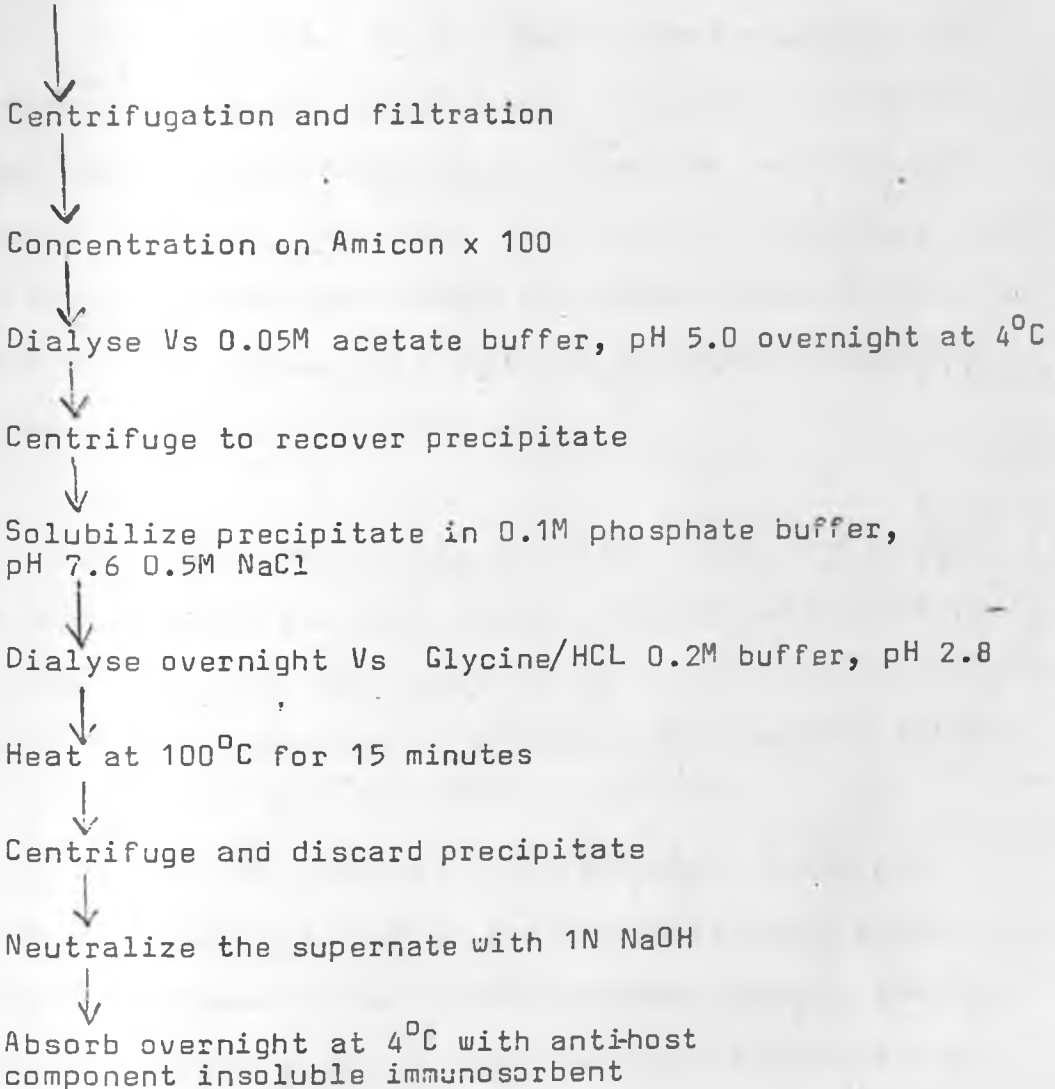 Centrifugation and filtration
Concentration on Amicon x 100
Dialyse Vs 0.05M acetate buffer, pH 5.0 overnight at 4°C
Centrifuge to recover precipitate
Solubilize precipitate in 0.1M phosphate buffer,
pH 7.6 0.5M NaCl
Dialyse overnight Vs Glycine/HCL 0.2M buffer, pH 2.8
Heat at 100°C for 15 minutes
Centrifuge and discard precipitate
Neutralize the supernate with 1N NaOH
Absorb overnight at 4°C with anti-host
component insoluble immunosorbent